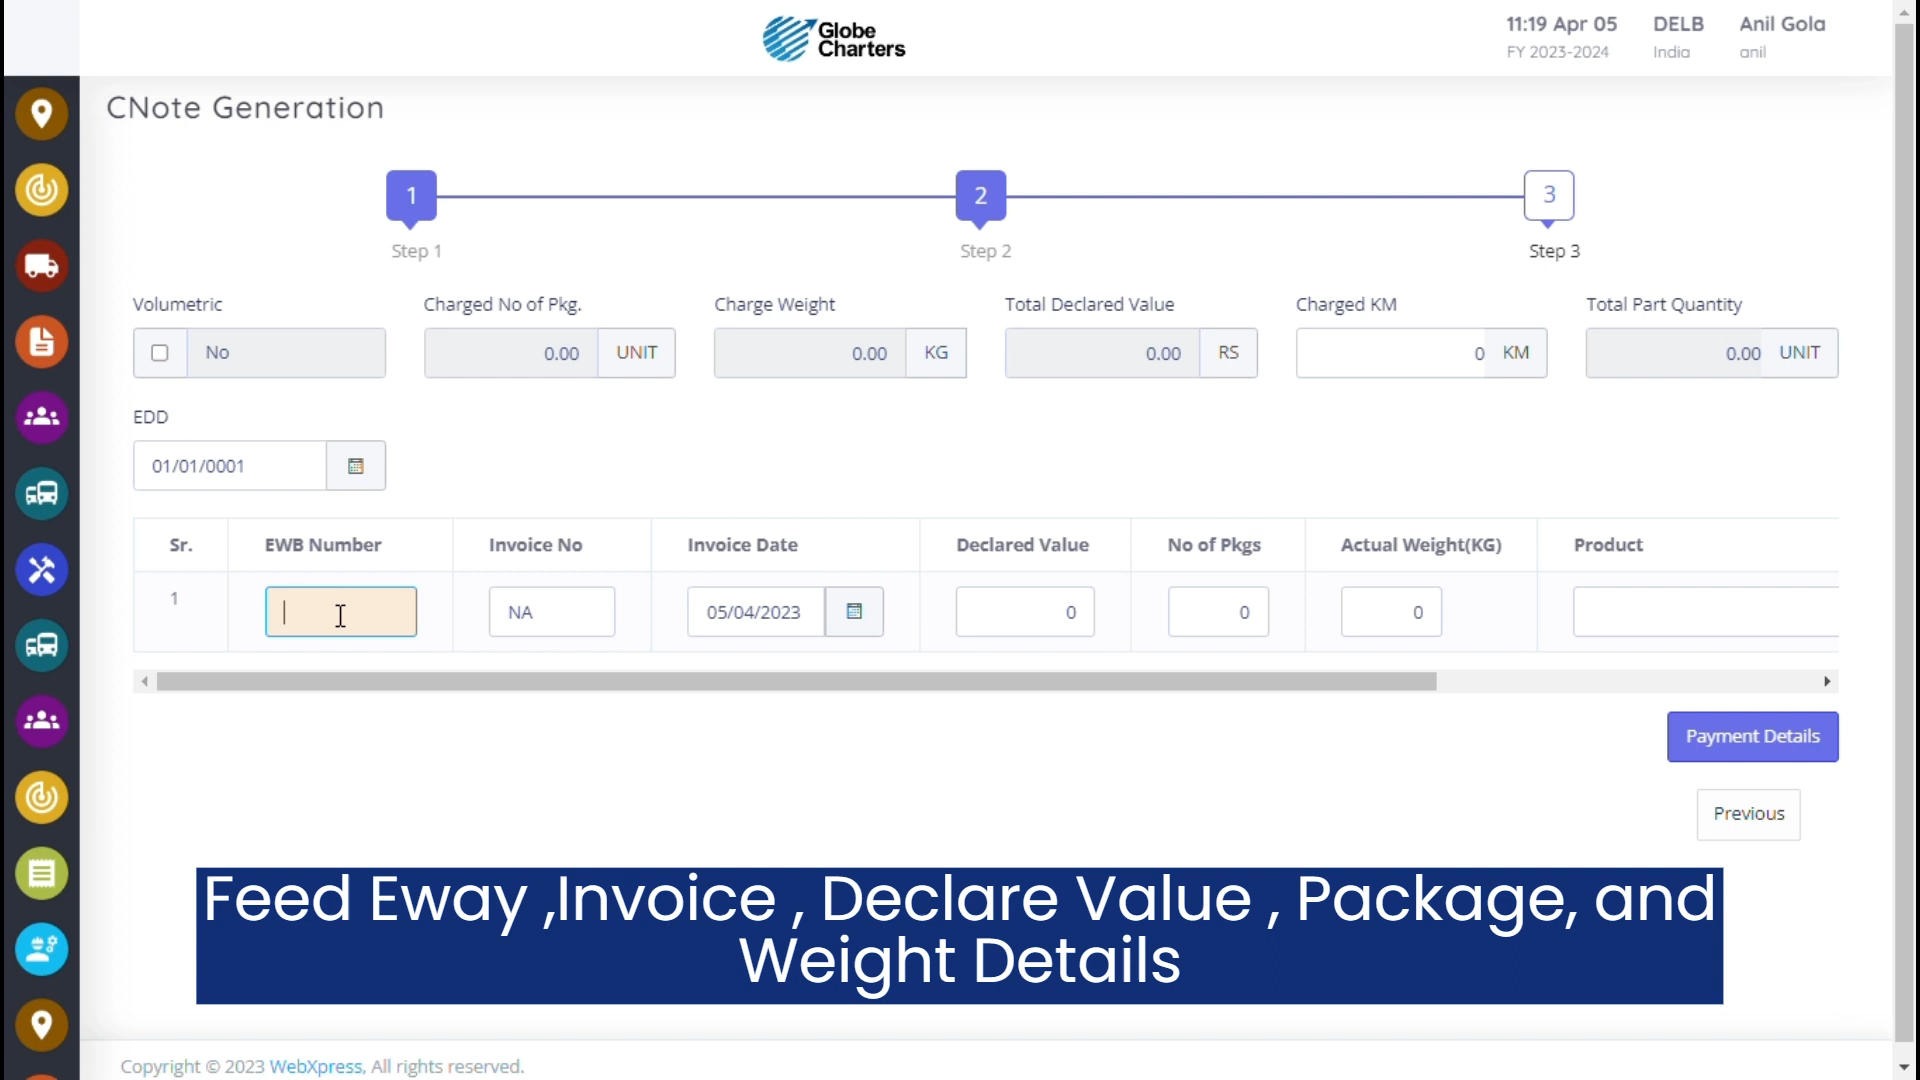 Globe
Charters
11:19 Apr 05 DELB Anil Gola
FY 2023-2024 India anil
CNote Generation
1 2 3
Step 1 Step 2 Step 3
Volumetric Charged No of Pkg. Charge Weight Total Declared Value Charged KM Total Part Quantity
No 0.00 UNIT 0.00 KG 0.00 RS 0 KM 0.00 UNIT
EDD
01/01/0001
Sr. EWB Number Invoice No Invoice Date Declared Value No of Pkgs Actual Weight(KG) Product
1 NA 05/04/2023 0 0 0
Payment Details
Previous
Feed Eway ,Invoice , Declare Value , Package, and
Weight Details
Copyright © 2023 WebXpress, All rights reserved.